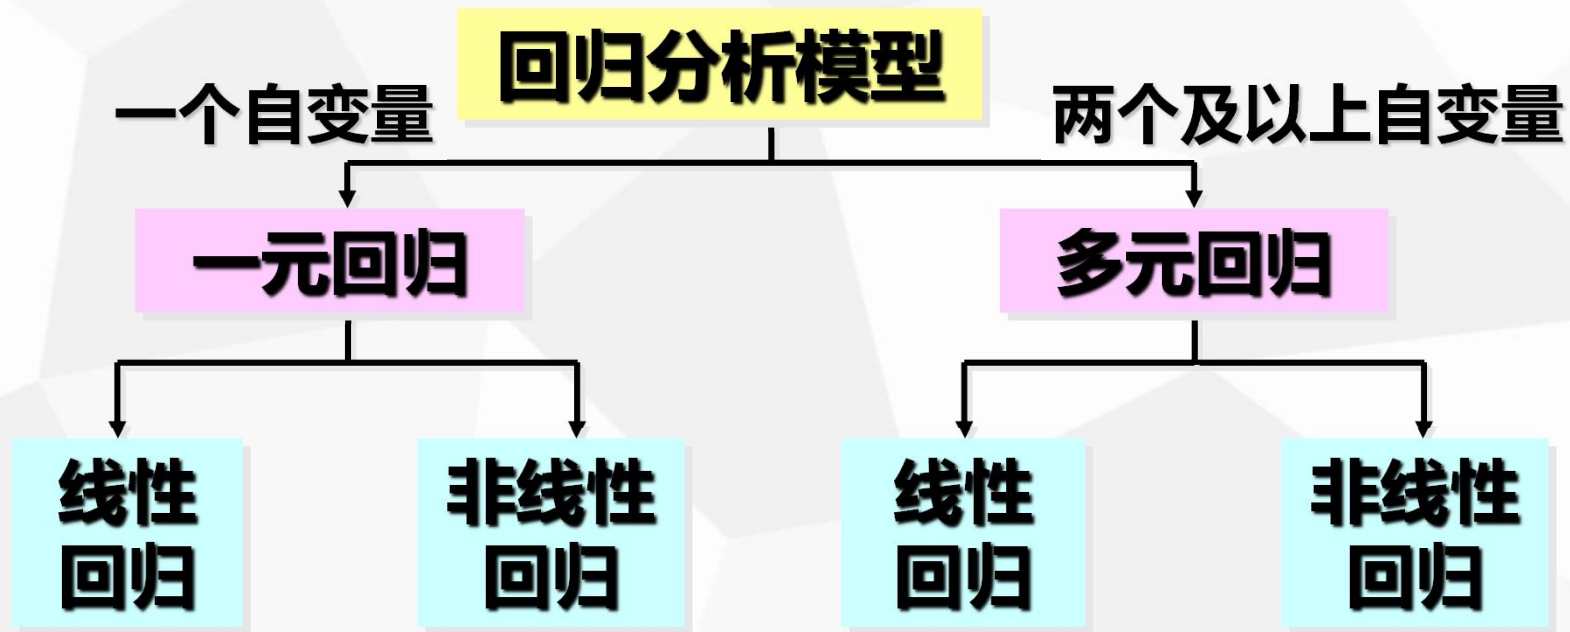 回归分析模型
一个自变量
两个及以上自变量
一元回归
多元回归
线性
回归
非线性
回归
线性
回归
非线性
回归